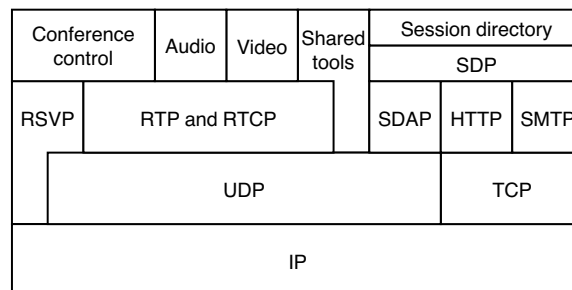 Conference
control
Audio
Video
Shared
tools
Session directory
SDP
RSVP
RTP and RTCP
SDAP
HTTP
SMTP
UDP
TCP
IP